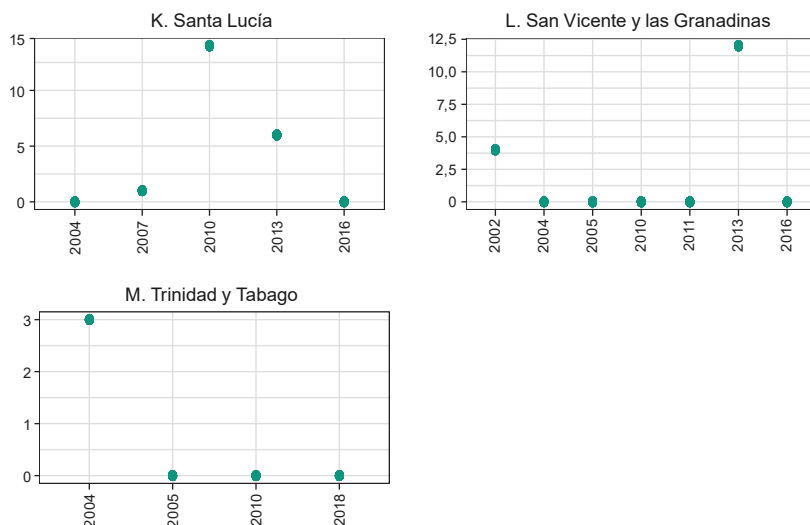 K. Santa Lucía
15
10
5
0
2004 2007 2010 2013 2016
L. San Vicente y las Granadinas
12,5
10,0
7,5
5,0
2,5
0
2002 2004 2005 2010 2011 2013 2016
M. Trinidad y Tabago
3
2
1
0
2004 2005 2010 2018